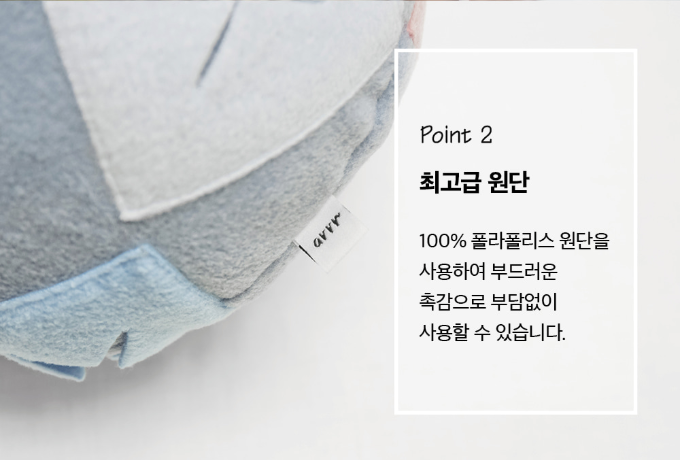 Point 2
최고급 원단
100% 폴라폴리스 원단을
사용하여 부드러운
촉감으로 부담없이
사용할 수 있습니다.
arrr